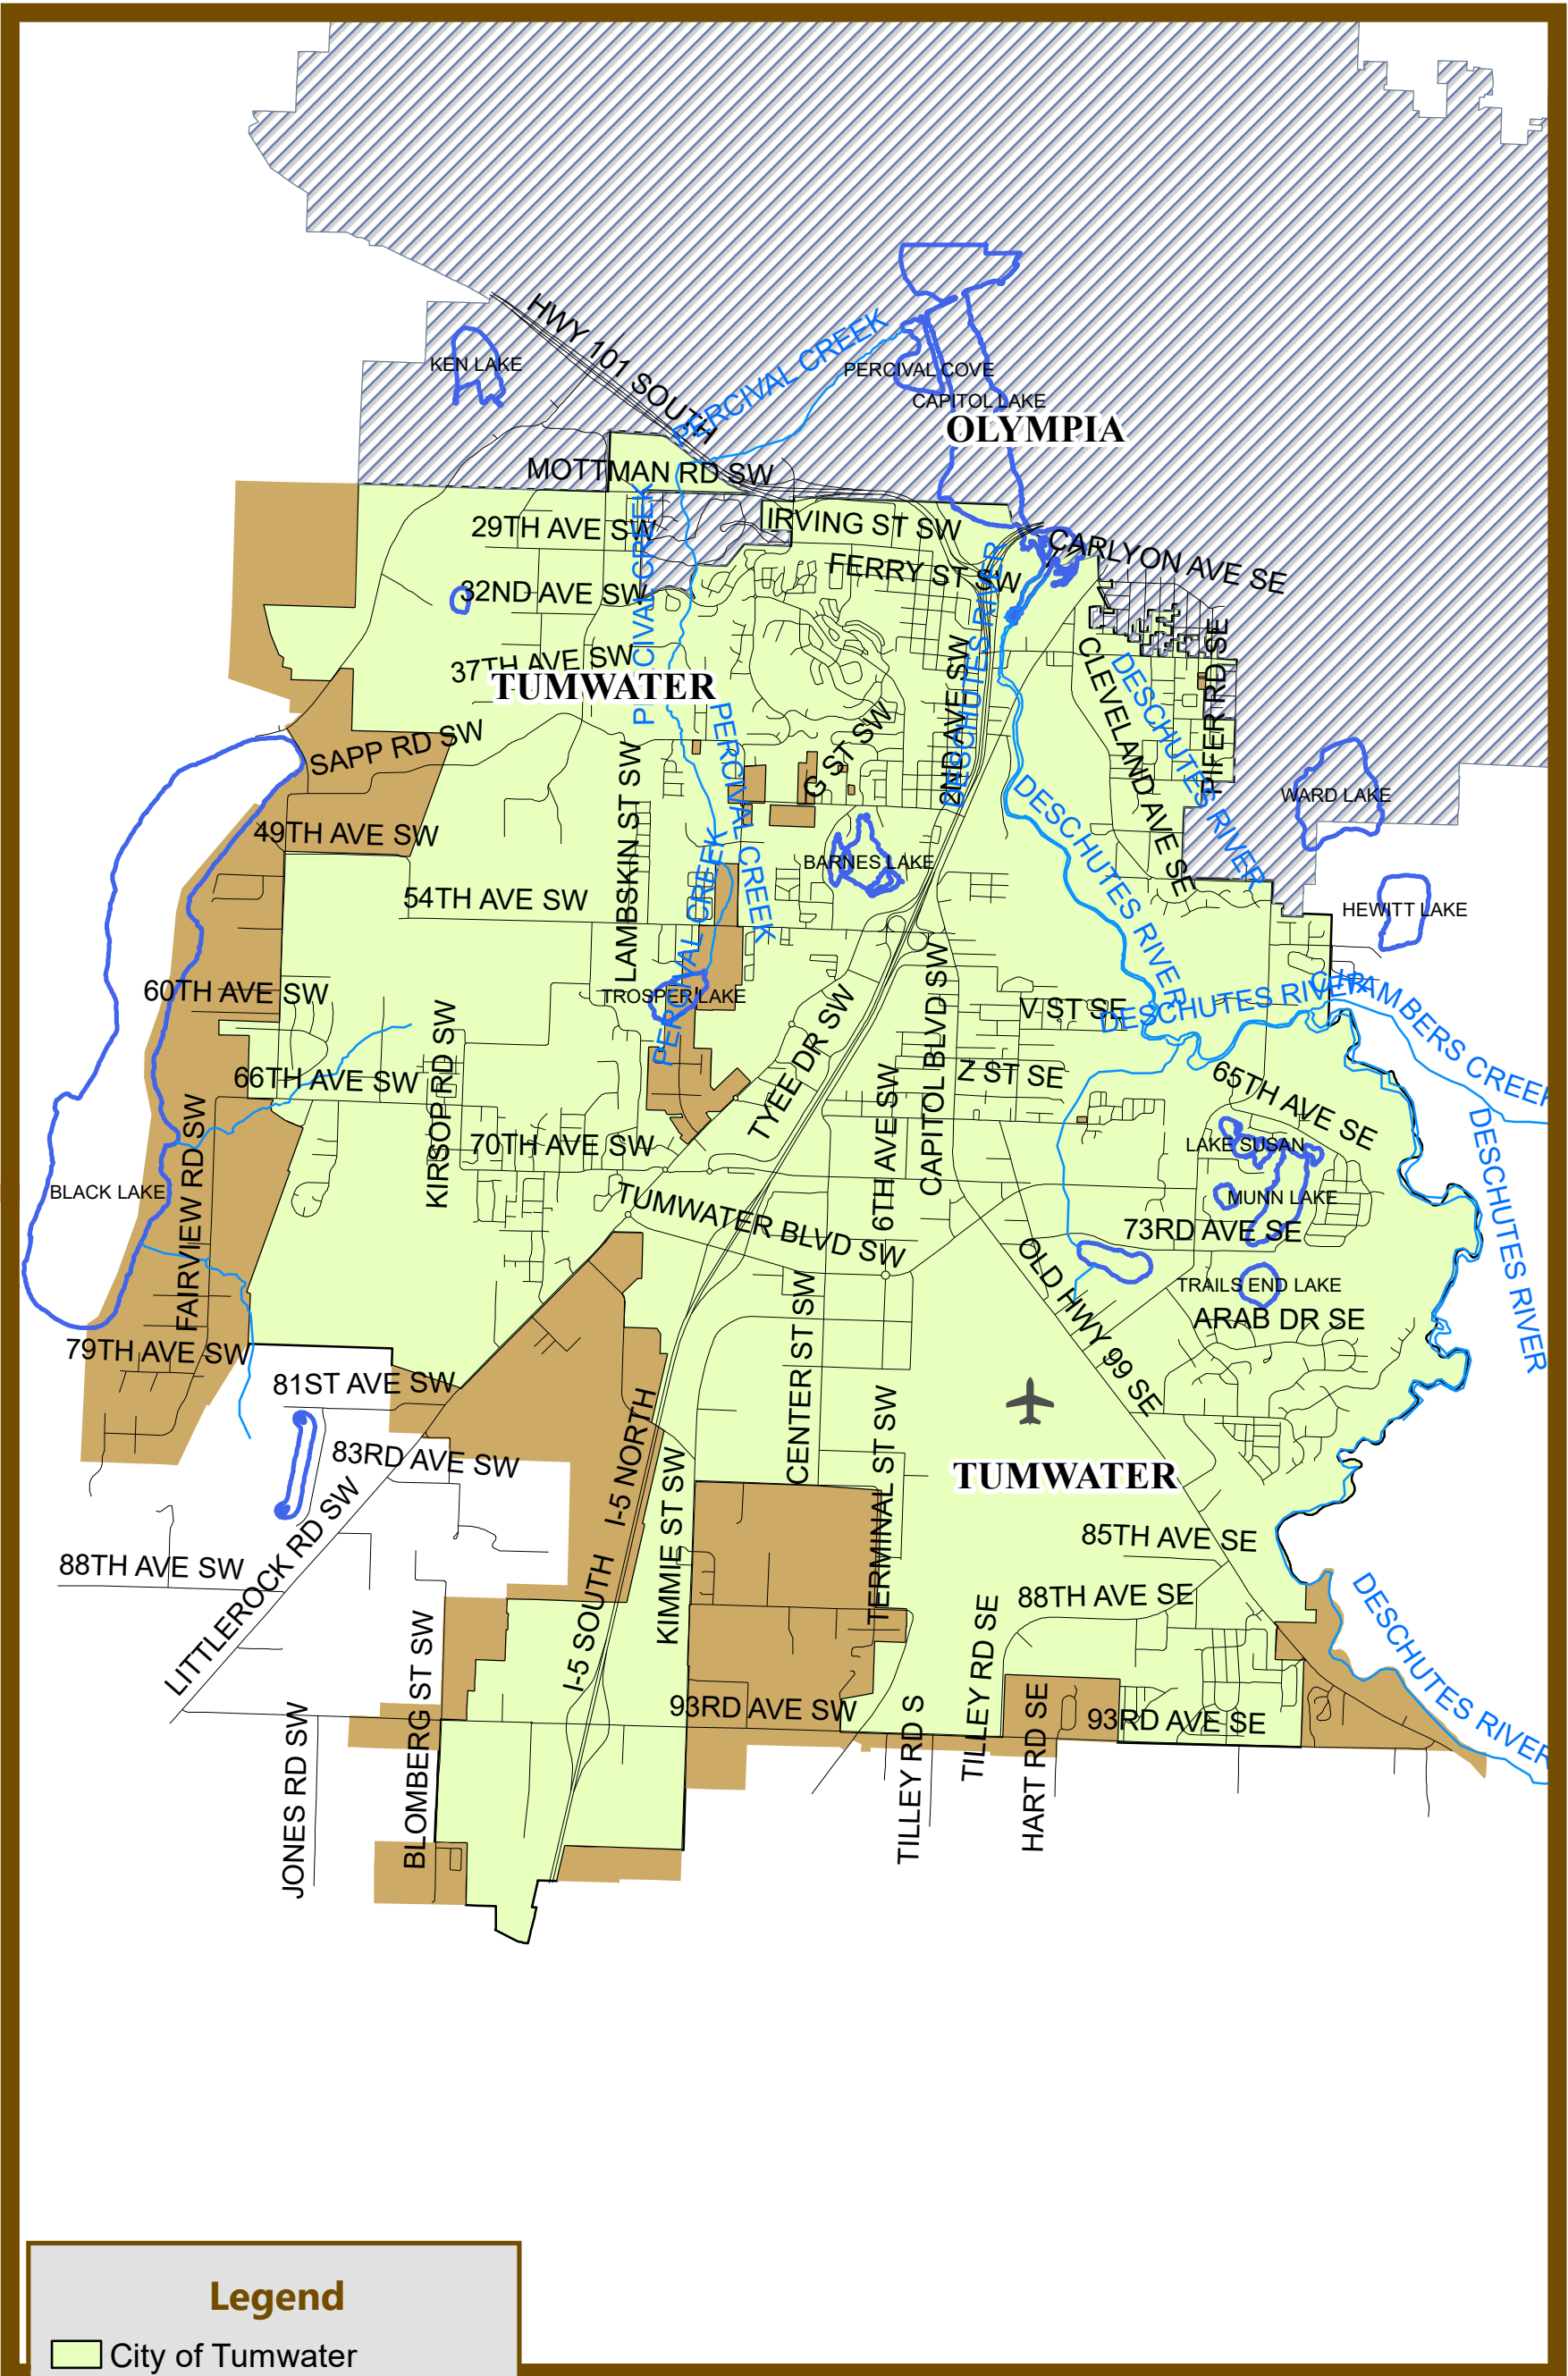 HWY 101 SOUTH
PERCIVAL CREEK
KEN LAKE
PERCIVAL COVE
CAPITOL LAKE
OLYMPIA
MOTTMAN RD SW
29TH AVE SW
PERCIVAL CREEK
IRVING ST SW
CARLYON AVE SE
FERRY ST SW
32ND AVE SW
DESCHUTES RIVER
37TH AVE SW
TUMWATER
2ND AVE SW
CLEVELAND AVE SE
DESCHUTES RIVER
PIFER RD SE
SAPP RD SW
PERCIVAL CREEK
G ST SW
LAMBSKIN ST SW
DESCHUTES RIVER
WARD LAKE
49TH AVE SW
BARNES LAKE
54TH AVE SW
PERCIVAL CREEK
HEWITT LAKE
60TH AVE SW
TROSPER LAKE
CAPITOL BLVD SW
V ST SE
DESCHUTES RIVER
CHAMBERS CREEK
KIRSOP RD SW
TYEE DR SW
66TH AVE SW
6TH AVE SW
Z ST SE
65TH AVE SE
FAIRVIEW RD SW
70TH AVE SW
LAKE SUSAN
DESCHUTES RIVER
BLACK LAKE
TUMWATER BLVD SW
MUNN LAKE
73RD AVE SE
OLD HWY 99 SE
TRAILS END LAKE
CENTER ST SW
ARAB DR SE
79TH AVE SW
81ST AVE SW
I-5 NORTH
TERMINAL ST SW
83RD AVE SW
KIMMIE ST SW
TUMWATER
LITTLEROCK RD SW
85TH AVE SE
88TH AVE SW
I-5 SOUTH
88TH AVE SE
TILLEY RD SE
DESCHUTES RIVER
BLOMBERG ST SW
93RD AVE SW
HART RD SE
93RD AVE SE
JONES RD SW
TILLEY RD S
Legend
City of Tumwater